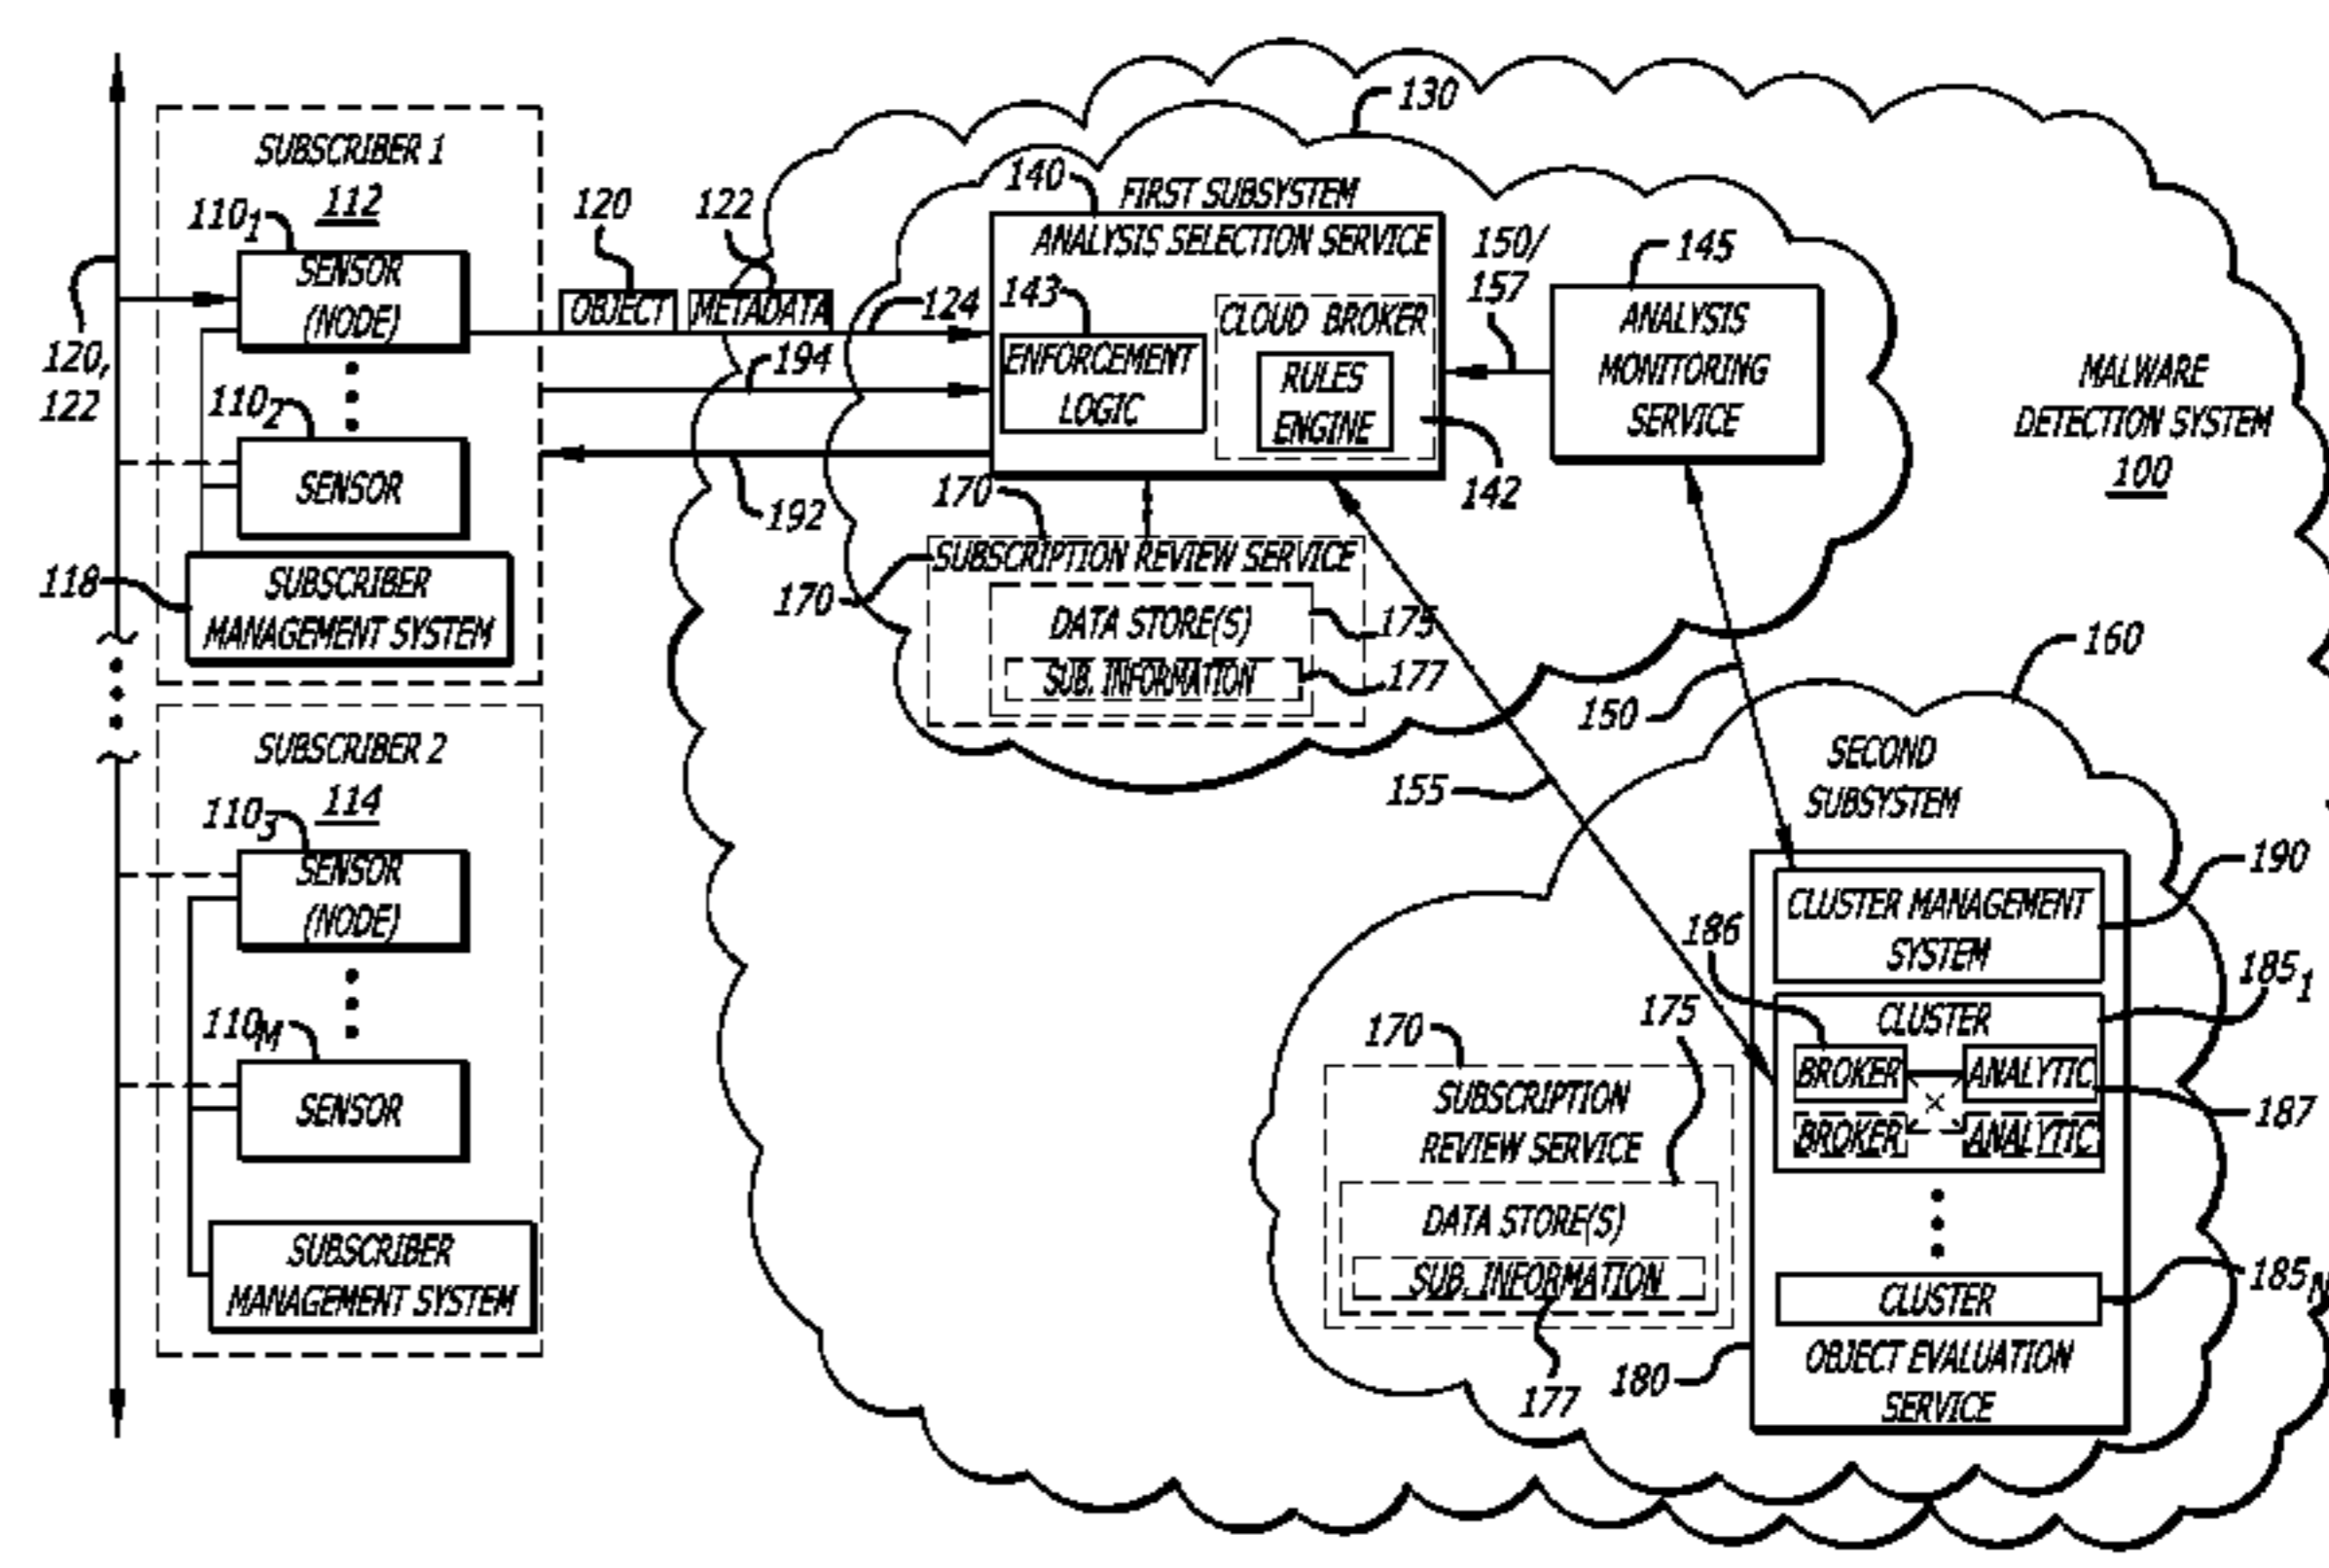 SUBSCRIBER 1
112
110₁
SENSOR
(NODE)
120,
122
110₂
SENSOR
118
SUBSCRIBER
MANAGEMENT SYSTEM
SUBSCRIBER 2
114
110₃
SENSOR
(NODE)
110M
SENSOR
SUBSCRIBER
MANAGEMENT SYSTEM
120
122
OBJECT
METADATA
124
194
192
130
140
FIRST SUBSYSTEM
ANALYSIS SELECTION SERVICE
143
ENFORCEMENT
LOGIC
CLOUD BROKER
RULES
ENGINE
142
150/
157
145
ANALYSIS
MONITORING
SERVICE
MALWARE
DETECTION SYSTEM
100
170
SUBSCRIPTION REVIEW SERVICE
170
DATA STORE(S)
175
SUB. INFORMATION
177
150
155
160
SECOND
SUBSYSTEM
190
CLUSTER MANAGEMENT
SYSTEM
186
185₁
CLUSTER
BROKER
ANALYTIC
187
BROKER
ANALYTIC
170
175
SUBSCRIPTION
REVIEW SERVICE
DATA STORE(S)
SUB. INFORMATION
177
185N
CLUSTER
180
OBJECT EVALUATION
SERVICE